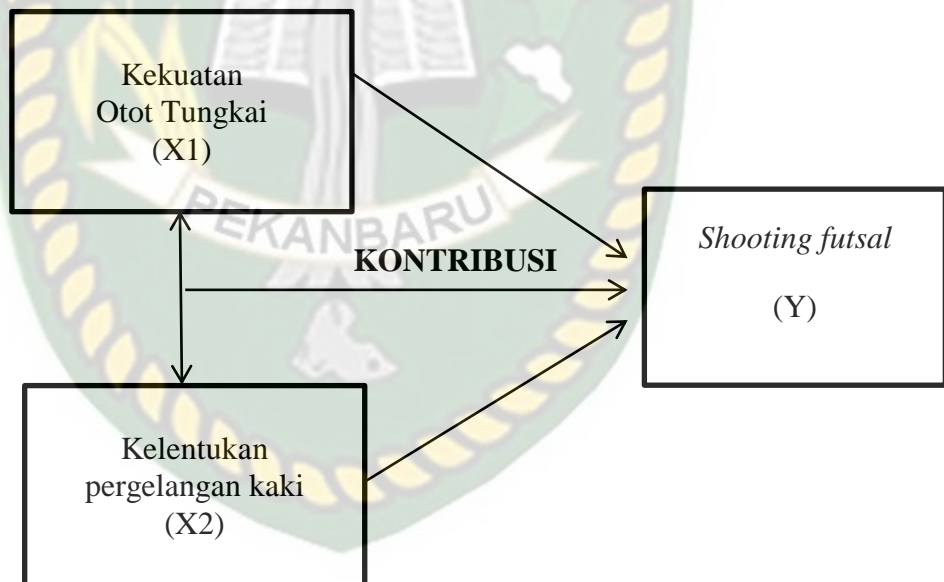 Kekuatan
Otot Tungkai
(X1)
PEKANBARU
KONTRIBUSI
Shooting futsal
(Y)
Kelentukan
pergelangan kaki
(X2)